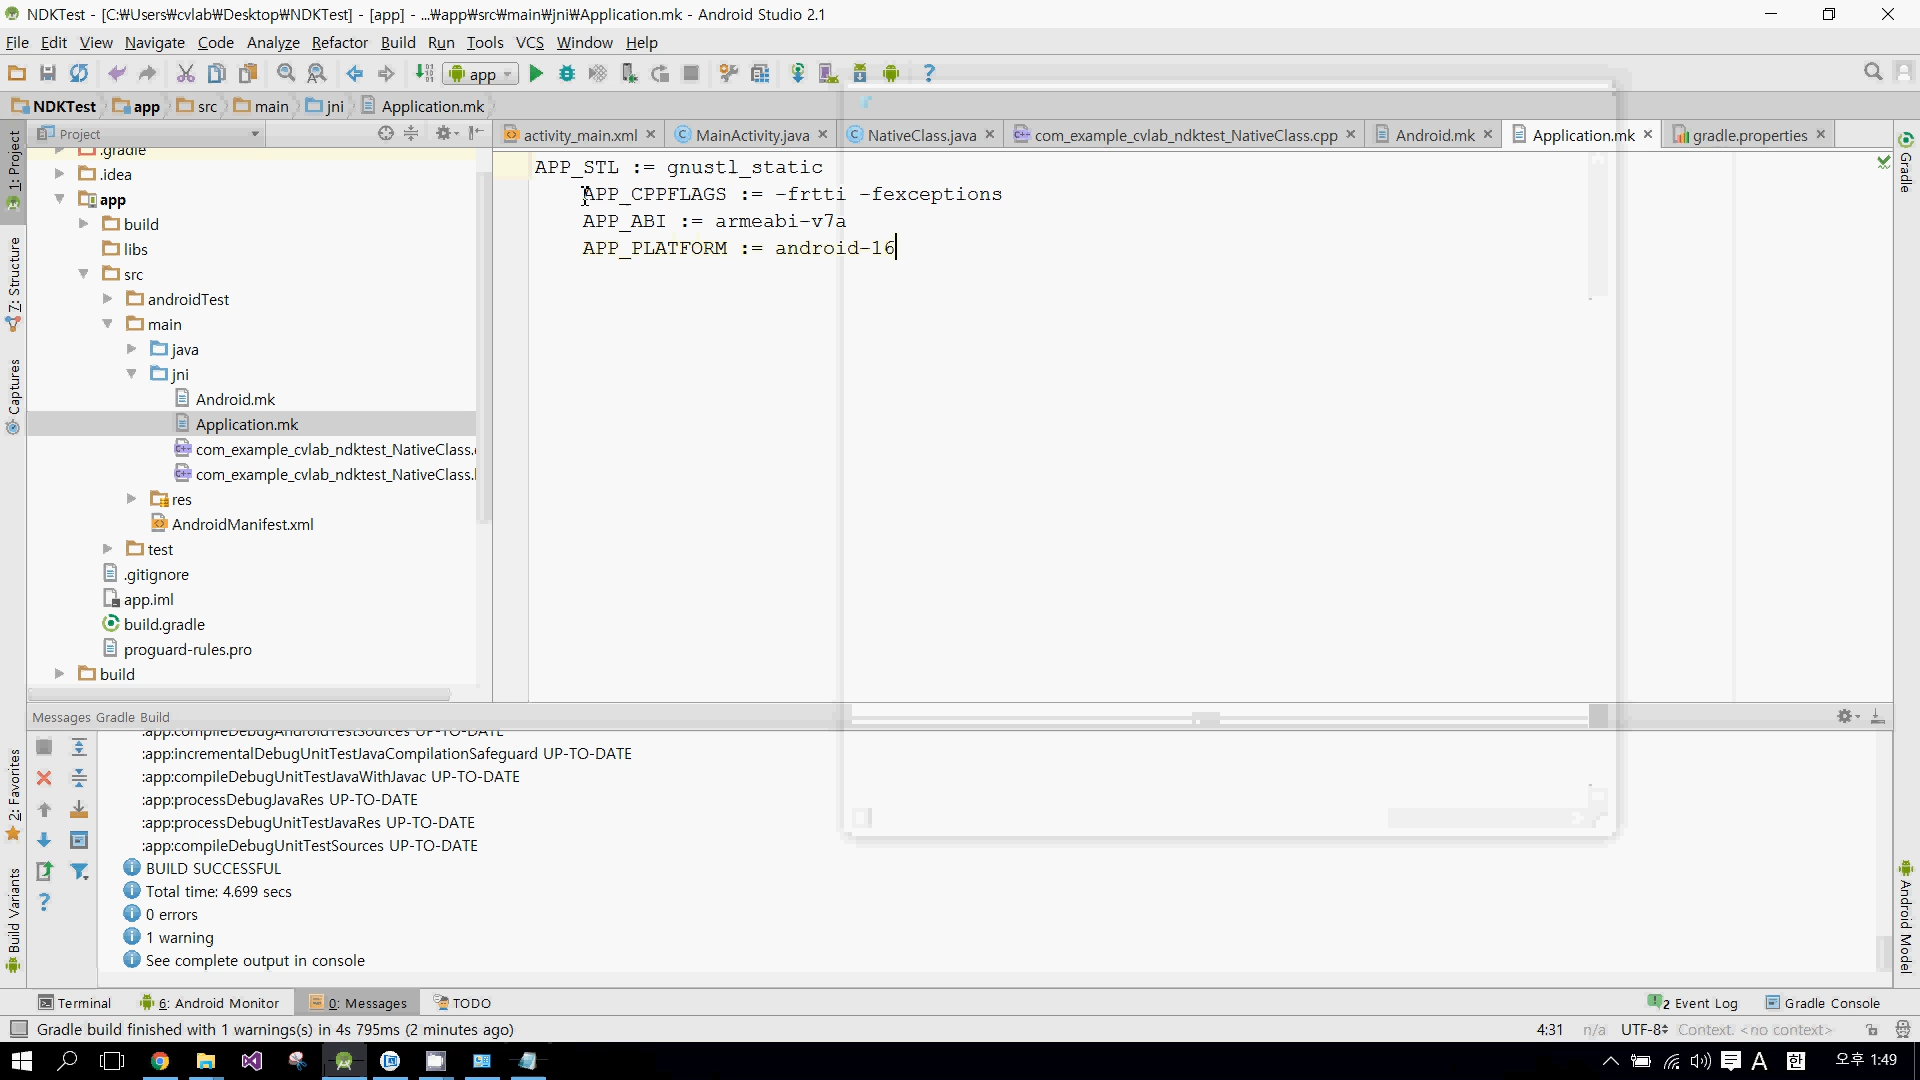 NDKTest - [C:₩Users₩cvlab₩Desktop₩NDKTest] - [app] - ...₩app₩src₩main₩jni₩Application.mk - Android Studio 2.1
File Edit View Navigate Code Analyze Refactor Build Run Tools VCS Window Help
app
NDKTest app src main jni Application.mk
Project
activity_main.xml MainActivity.java NativeClass.java com_example_cvlab_ndktest_NativeClass.cpp Android.mk Application.mk gradle.properties
1: Project
Z: Structure
Captures
2: Favorites
Build Variants
.gradle
.idea
app
build
libs
src
androidTest
main
java
jni
Android.mk
Application.mk
com_example_cvlab_ndktest_NativeClass.
com_example_cvlab_ndktest_NativeClass.
res
AndroidManifest.xml
test
.gitignore
app.iml
build.gradle
proguard-rules.pro
build
APP_STL := gnustl_static
APP_CPPFLAGS := -frtti -fexceptions
APP_ABI := armeabi-v7a
APP_PLATFORM := android-16
Gradle
Android Model
Messages Gradle Build
:app:compileDebugAndroidTestSources UP-TO-DATE
:app:incrementalDebugUnitTestJavaCompilationSafeguard UP-TO-DATE
:app:compileDebugUnitTestJavaWithJavac UP-TO-DATE
:app:processDebugJavaRes UP-TO-DATE
:app:processDebugUnitTestJavaRes UP-TO-DATE
:app:compileDebugUnitTestSources UP-TO-DATE
BUILD SUCCESSFUL
Total time: 4.699 secs
0 errors
1 warning
See complete output in console
Terminal 6: Android Monitor 0: Messages TODO 2 Event Log Gradle Console
Gradle build finished with 1 warnings(s) in 4s 795ms (2 minutes ago) 4:31 n/a UTF-8 Context: <no context>
A 한 오후 1:49